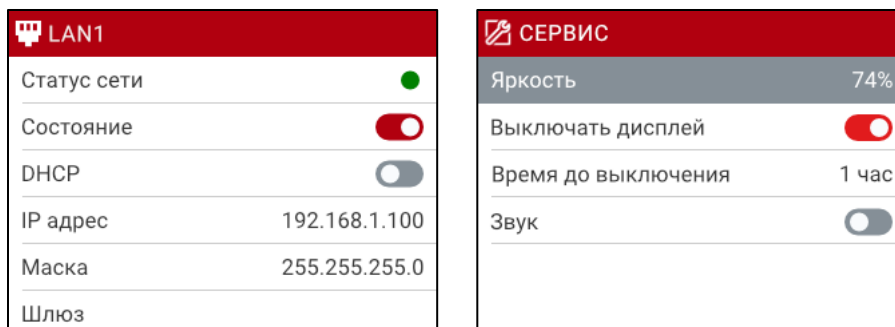 LAN1
Статус сети
Состояние
DHCP
IP адрес 192.168.1.100
Маска 255.255.255.0
Шлюз
СЕРВИС
Яркость 74%
Выключать дисплей
Время до выключения 1 час
Звук